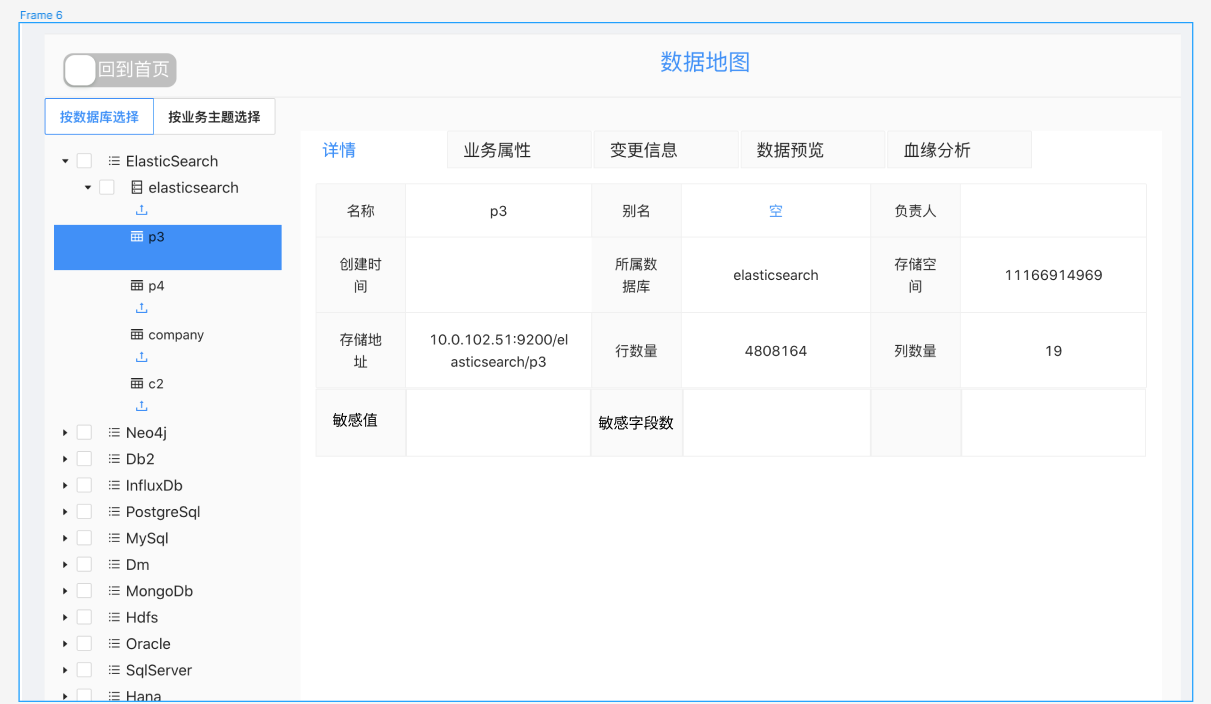 Frame 6
回到首页
数据地图
按数据库选择 按业务主题选择
ElasticSearch
elasticsearch
p3
p4
company
c2
Neo4j
Db2
InfluxDb
PostgreSql
MySql
Dm
MongoDb
Hdfs
Oracle
SqlServer
Hana
详情 业务属性 变更信息 数据预览 血缘分析
名称 p3 别名 空 负责人
创建时
间
所属数
据库
elasticsearch
存储空
间
11166914969
存储地
址
10.0.102.51:9200/el
asticsearch/p3
行数量 4808164 列数量 19
敏感值 敏感字段数